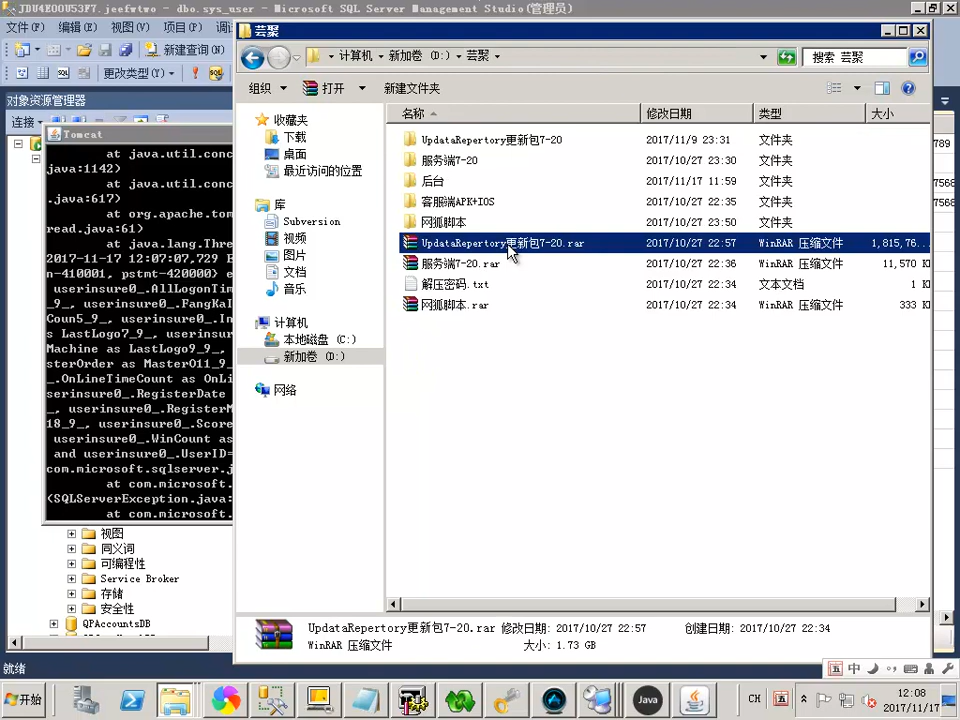 JDU4E00U53F7.jeefwtwo - dbo.sys_user - Microsoft SQL Server Management Studio(管理员)
文件(F) 编辑(E) 视图(V) 项目(P)
新建查询(N)
更改类型(Y)
对象资源管理器
连接
Tomcat
at java.util.conc
java:1142)
at java.util.conc
.java:617)
at org.apache.tom
read.java:61)
at java.lang.Thre
2017-11-17 12:07:07,729 E
n-410001, pstmt-420000} e
_0_.AllLogonTim
_9_, userinsure0_.FangKaI
Coun5_9_, userinsure0_.In
s LastLogo7_9_, userinsur
Machine as LastLogo9_9_,
sterOrder as MasterO11_9_
_.OnLineTimeCount as OnLi
serinsure0_.RegisterDate
_, userinsure0_.RegisterM
18_9_, userinsure0_.Score
userinsure0_.WinCount as
and userinsure0_.UserID=
com.microsoft.sqlserver.j
at com.microsoft.
(SQLServerException.java:
at com.microsoft.
视图
同义词
可编程性
Service Broker
存储
安全性
QPAccountsDB
就绪
芸聚
计算机 新加卷 (D:) 芸聚
搜索 芸聚
组织 打开 新建文件夹
收藏夹
下载
桌面
最近访问的位置
库
Subversion
视频
图片
文档
音乐
计算机
本地磁盘 (C:)
新加卷 (D:)
网络
名称 修改日期 类型 大小
UpdataRepertory更新包7-20 2017/11/9 23:31 文件夹
服务端7-20 2017/10/27 23:30 文件夹
后台 2017/11/17 11:59 文件夹
客服端APK+IOS 2017/10/27 22:35 文件夹
网狐脚本 2017/10/27 23:50 文件夹
UpdataRepertory更新包7-20.rar 2017/10/27 22:57 WinRAR 压缩文件 1,815,76...
服务端7-20.rar 2017/10/27 22:36 WinRAR 压缩文件 11,570 K
解压密码.txt 2017/10/27 22:34 文本文档 1 K
网狐脚本.rar 2017/10/27 22:34 WinRAR 压缩文件 333 K
789
7568
7568
UpdataRepertory更新包7-20.rar 修改日期: 2017/10/27 22:57 创建日期: 2017/10/27 22:34
WinRAR 压缩文件 大小: 1.73 GB
五 中
开始
Java
CH 五
12:08
2017/11/17